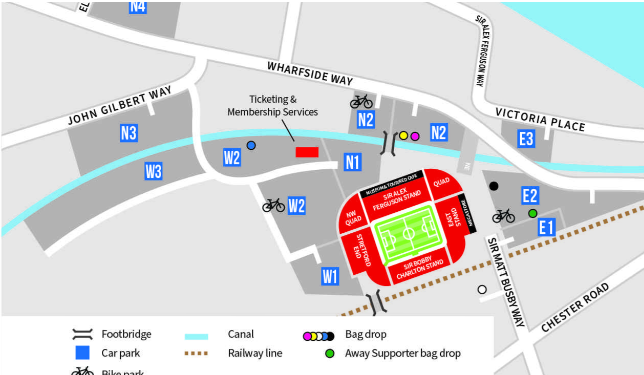 N4
EL
SIR ALEX
FERGUSON WAY
WHARFSIDE WAY
JOHN GILBERT WAY
Ticketing &
Membership Services
VICTORIA PLACE
N3
N2
N2
E3
W3
W2
N1
NE
W2
E2
E1
W1
SIR ALEX
FERGUSON STAND
QUAD
NW
QUAD
EAST
STAND
MEGASTORE
STRETFORD
END
SIR BOBBY
CHARLTON STAND
SIR MATT BUSBY WAY
CHESTER ROAD
Footbridge
Canal
Bag drop
Car park
Railway line
Away Supporter bag drop
Bike park